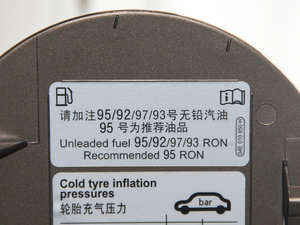 请加注95/92/97/93号无铅汽油
95 号为推荐油品
Unleaded fuel 95/92/97/93 RON
Recommended 95 RON
Cold tyre inflation
pressures
轮胎充气压力
bar